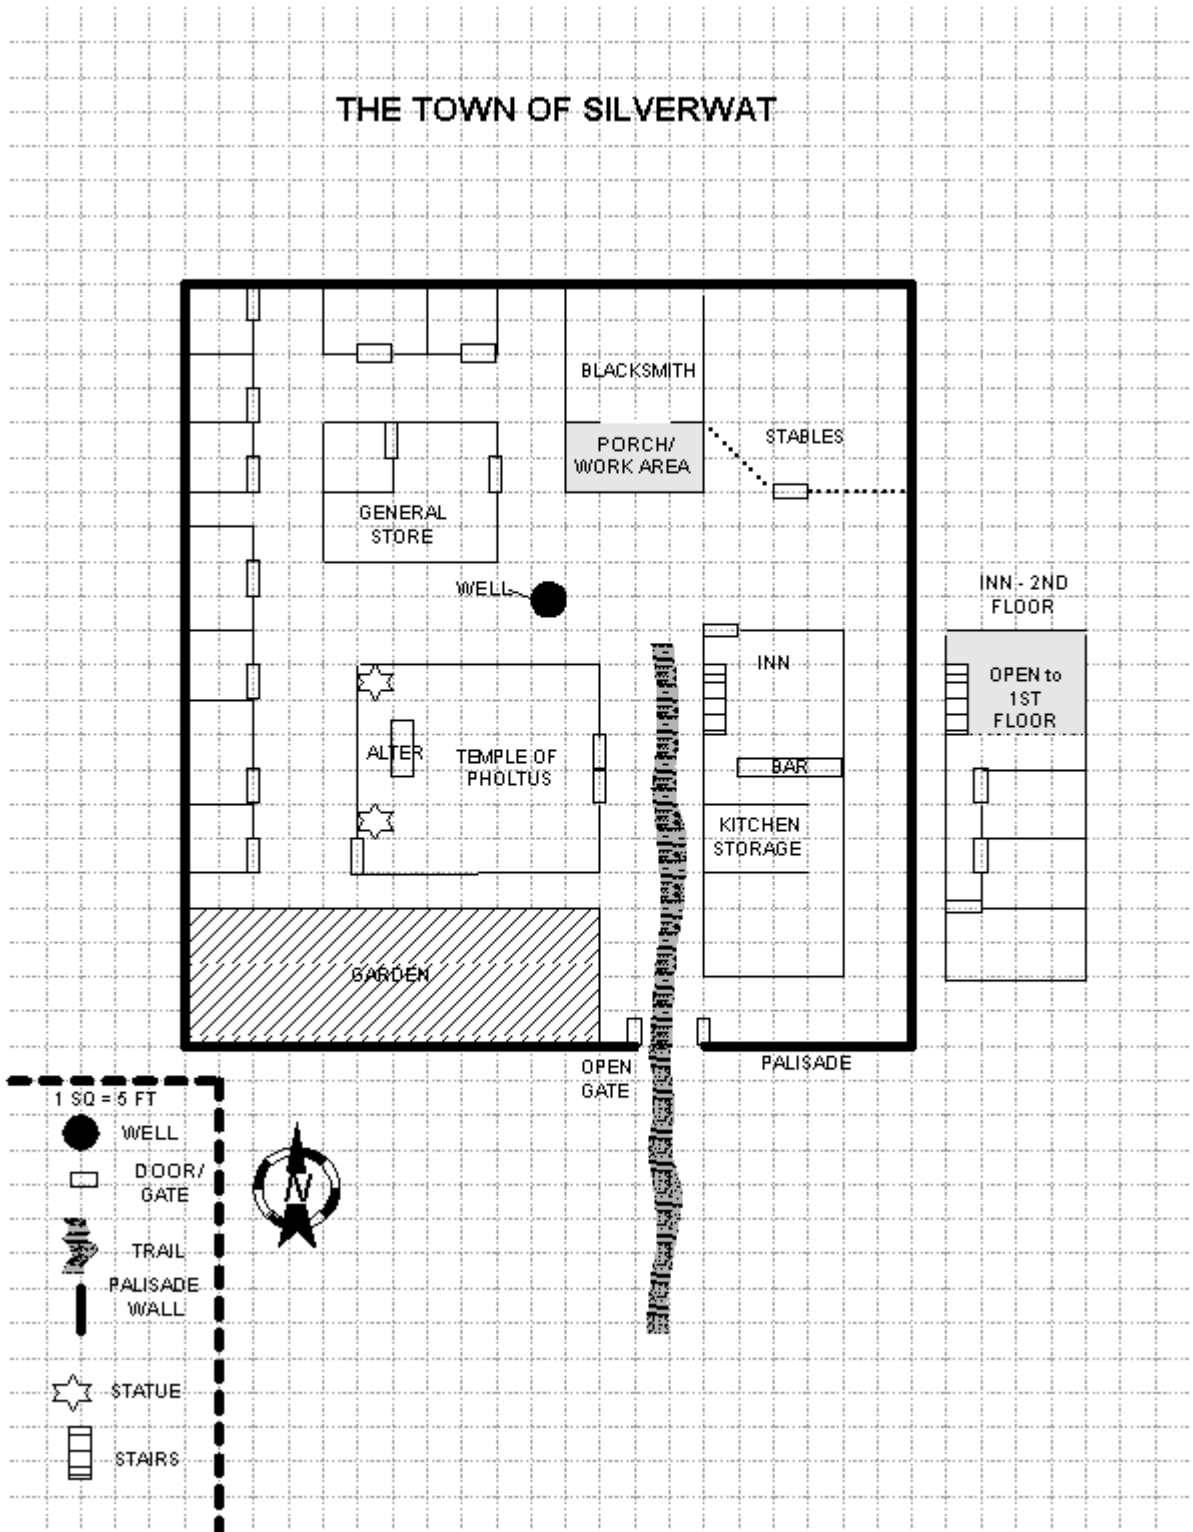 THE TOWN OF SILVERWAT
BLACKSMITH
PORCH/
WORK AREA
STABLES
GENERAL
STORE
WELL
INN - 2ND
FLOOR
INN
OPEN to
1ST
FLOOR
ALTER
TEMPLE OF
PHOLTUS
BAR
KITCHEN
STORAGE
GARDEN
OPEN
GATE
PALISADE
1 SQ = 5 FT
WELL
DOOR/
GATE
N
TRAIL
PALISADE
WALL
STATUE
STAIRS